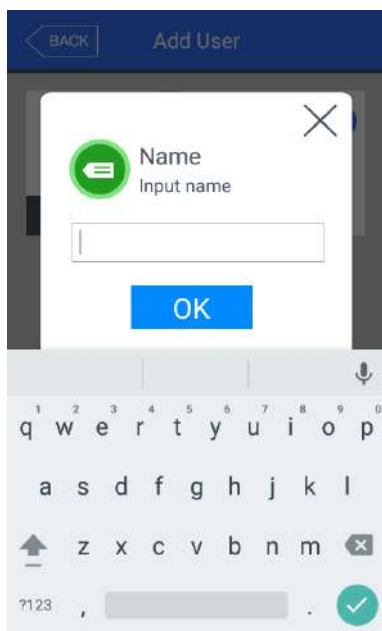 BACK
Add User
Name
Input name
OK
1 2 3 4 5 6 7 8 9 0
q w e r t y u i o p
a s d f g h j k l
z x c v b n m
?123 , .